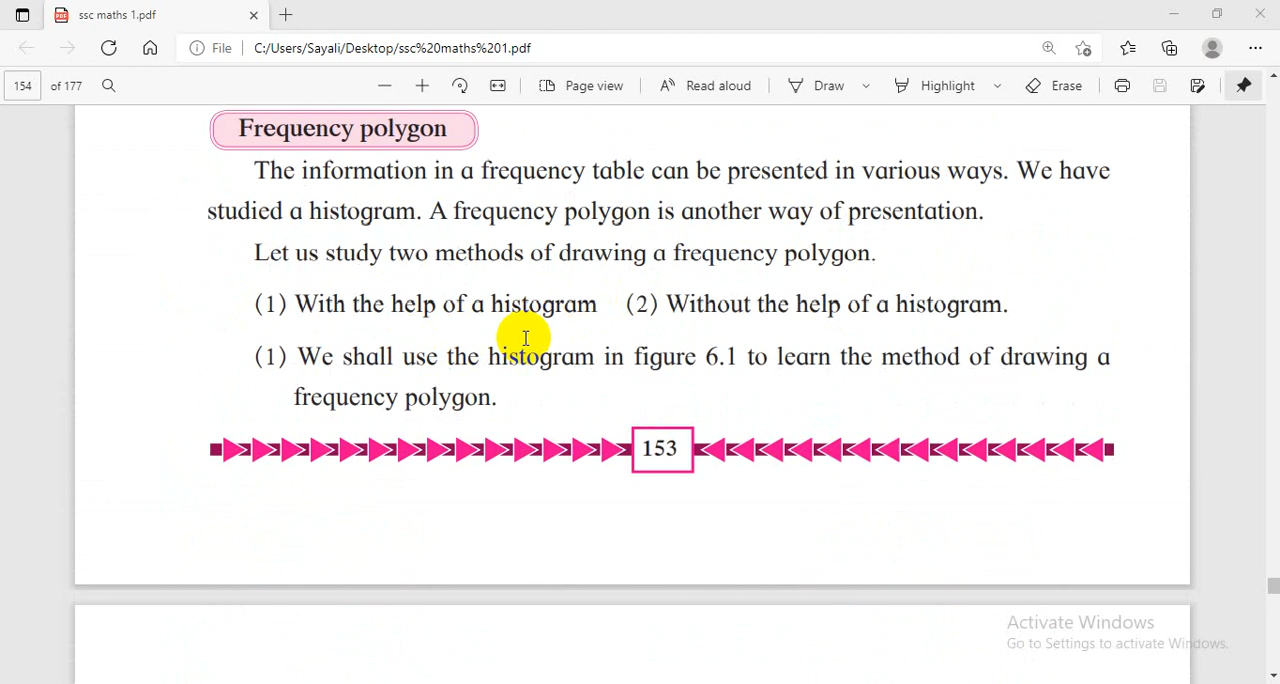 ssc maths 1.pdf
File C:/Users/Sayali/Desktop/ssc%20maths%201.pdf
154 of 177 Page view Read aloud Draw Highlight Erase
Frequency polygon
The information in a frequency table can be presented in various ways. We have
studied a histogram. A frequency polygon is another way of presentation.
Let us study two methods of drawing a frequency polygon.
(1) With the help of a histogram (2) Without the help of a histogram.
(1) We shall use the histogram in figure 6.1 to learn the method of drawing a
frequency polygon.
153
Activate Windows
Go to Settings to activate Windows.